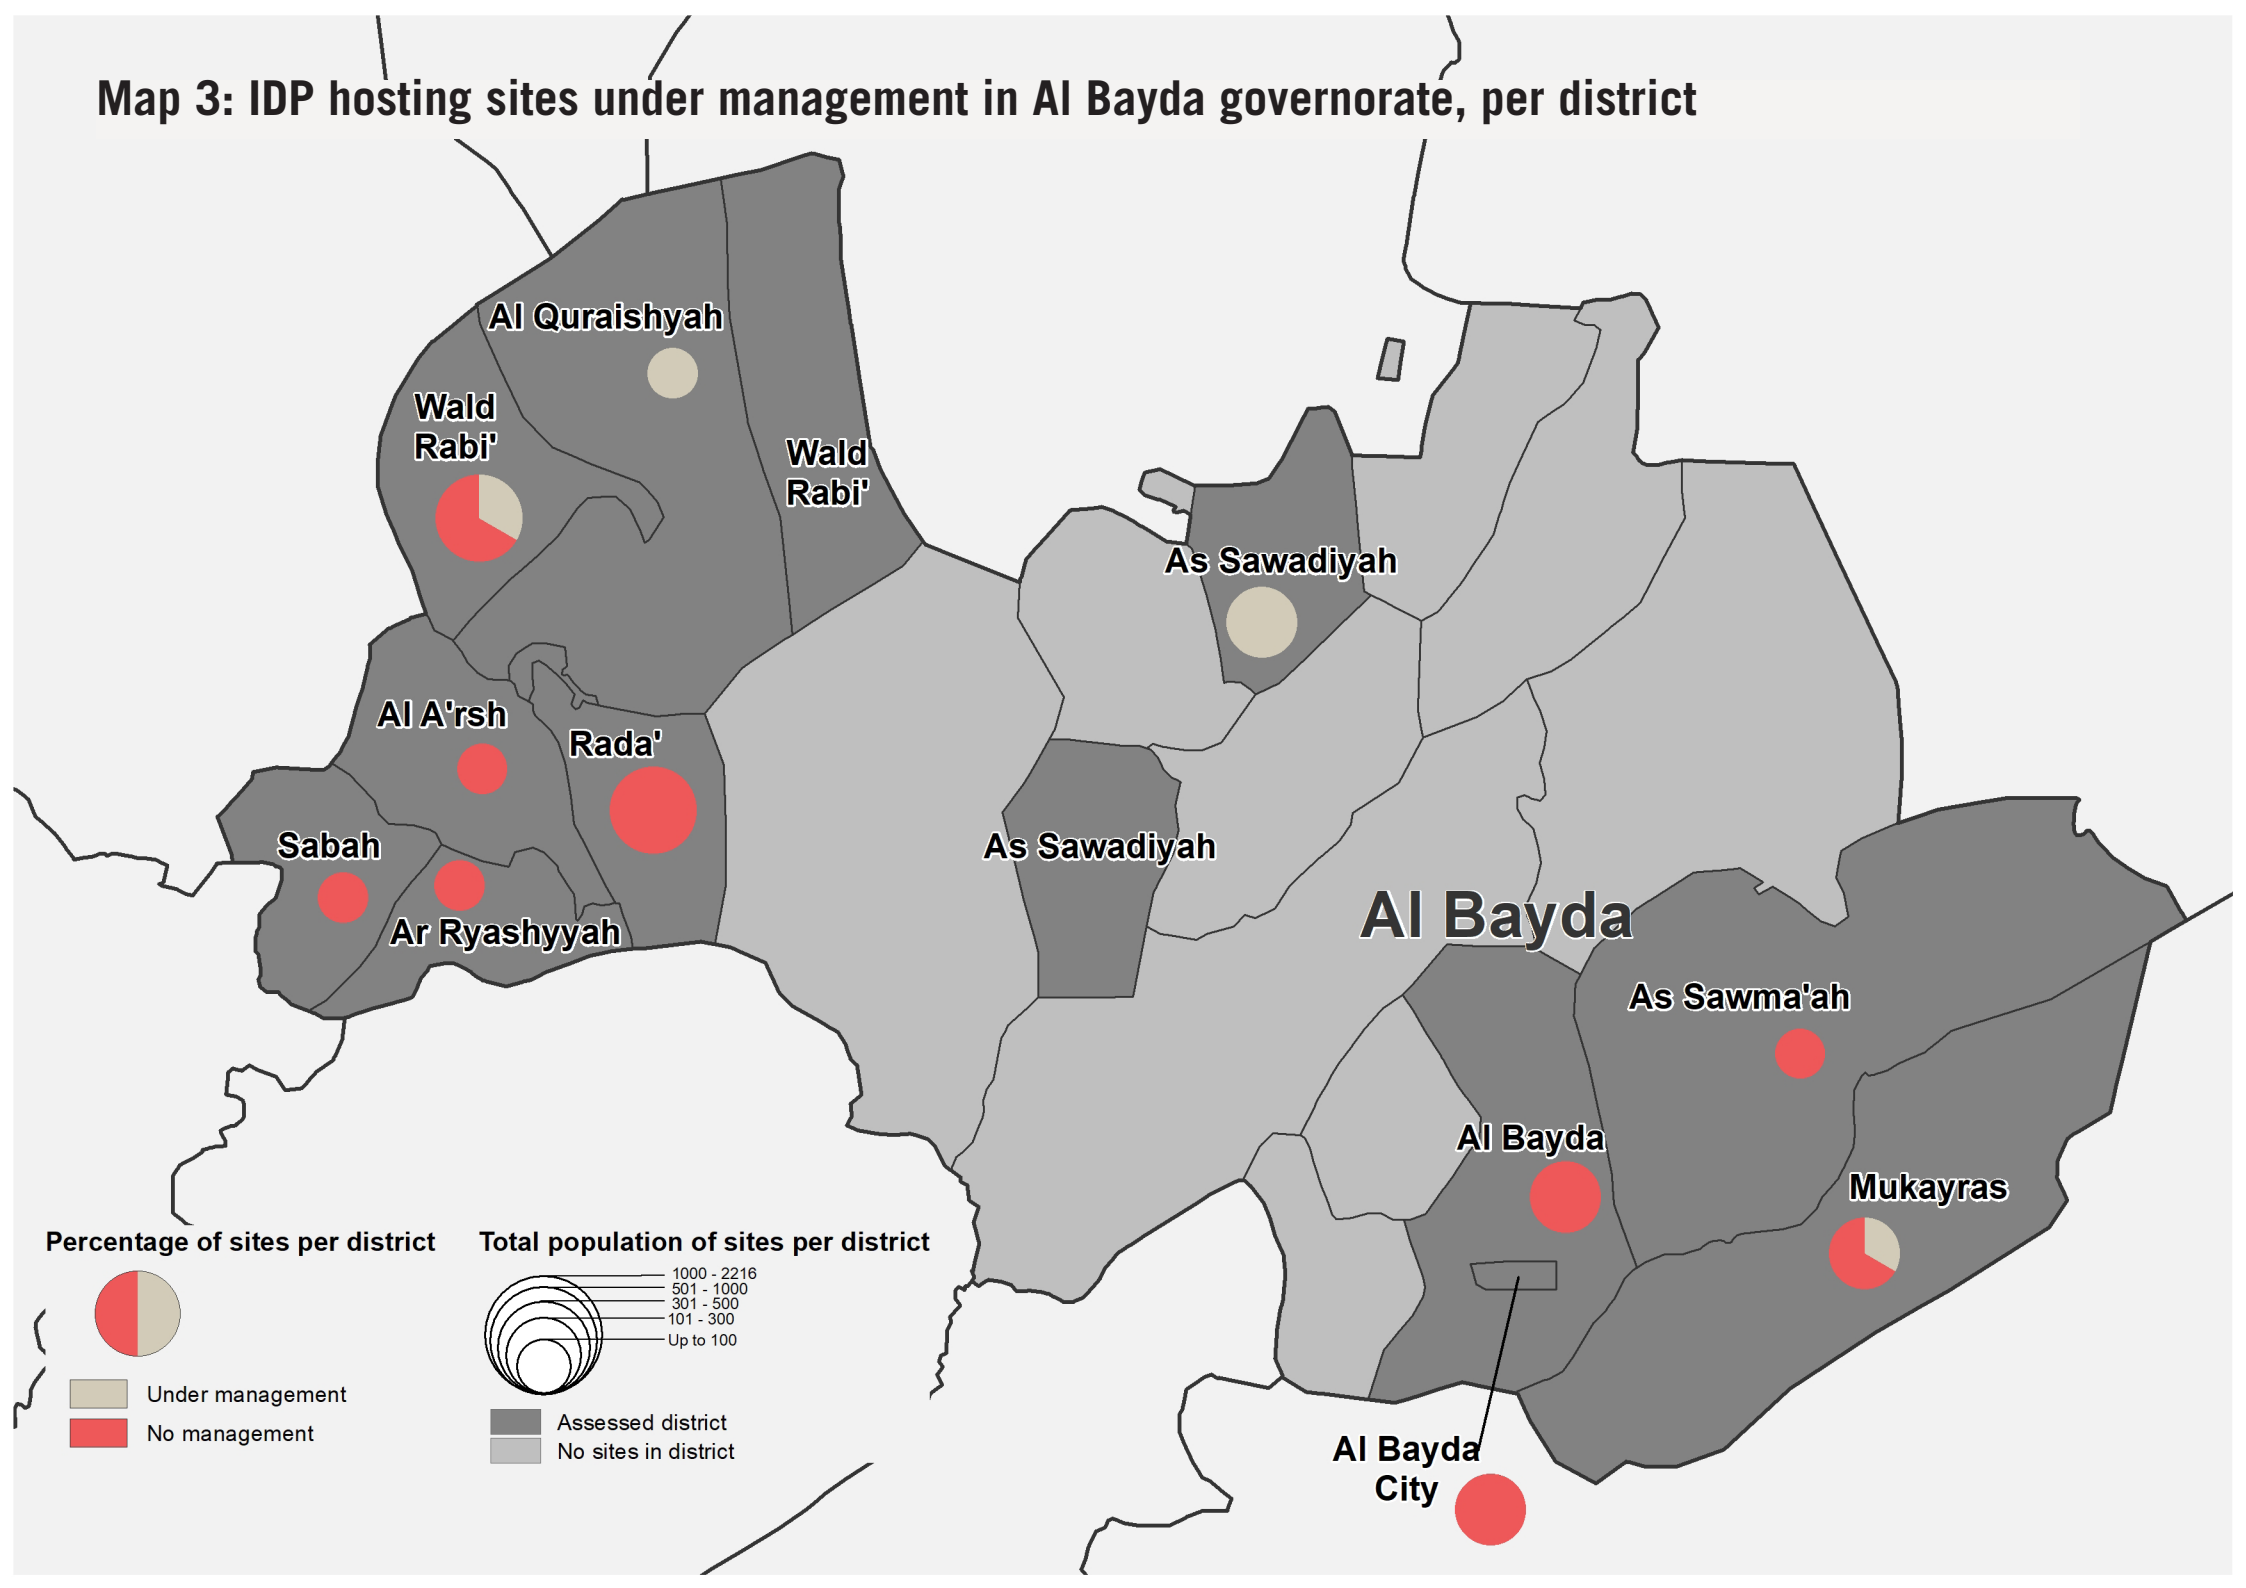 Map 3: IDP hosting sites under management in Al Bayda governorate, per district
Al Quraishyah
Wald
Rabi'
Wald
Rabi'
As Sawadiyah
Al A'rsh
Rada'
Sabah
As Sawadiyah
Ar Ryashyyah
Al Bayda
As Sawma'ah
Al Bayda
Mukayras
Al Bayda
City
Percentage of sites per district
Under management
No management
Total population of sites per district
1000 - 2216
501 - 1000
301 - 500
101 - 300
Up to 100
Assessed district
No sites in district